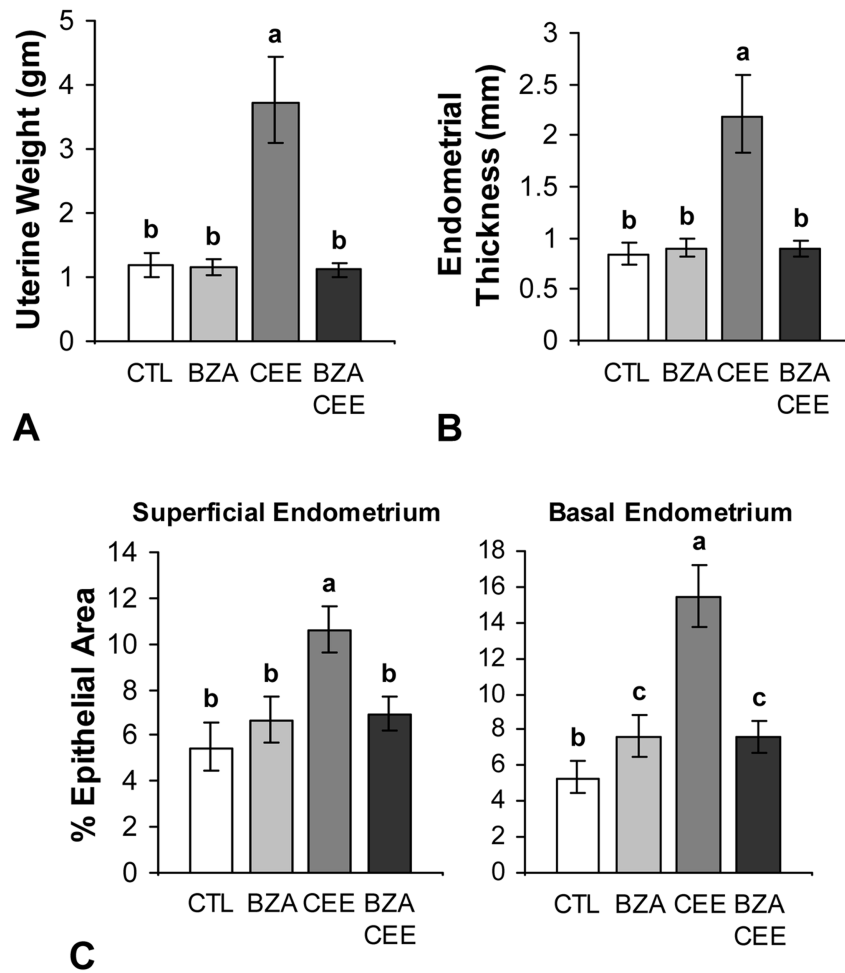 Uterine Weight (gm)
5
4
3
2
1
0
b
b
a
b
CTL
BZA
CEE
BZA
CEE
A
Endometrial
Thickness (mm)
3
2.5
2
1.5
1
0.5
0
b
b
a
b
CTL
BZA
CEE
BZA
CEE
B
Superficial Endometrium
% Epithelial Area
14
12
10
8
6
4
2
0
b
b
a
b
CTL
BZA
CEE
BZA
CEE
Basal Endometrium
18
16
14
12
10
8
6
4
2
0
b
c
a
c
CTL
BZA
CEE
BZA
CEE
C